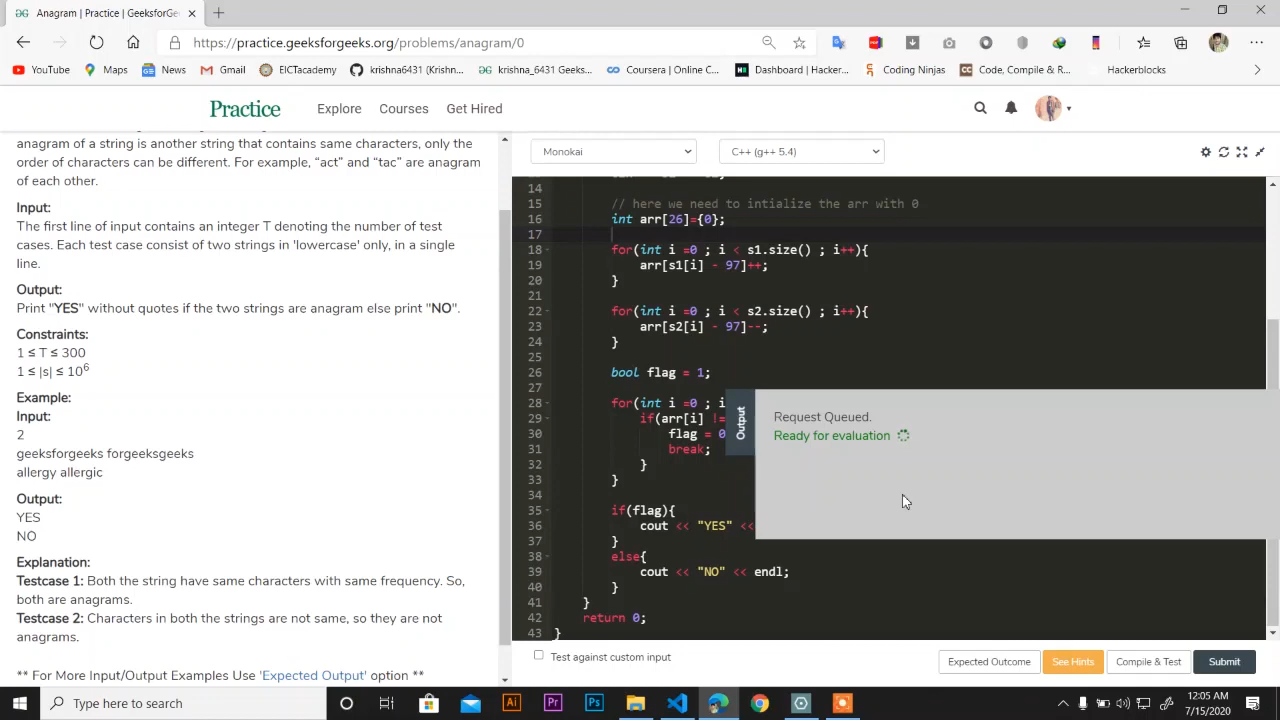 Anagram | Practice | GeeksforGe
https://practice.geeksforgeeks.org/problems/anagram/0
YouTube Maps News Gmail EICTacademy krishna6431 (Krishn... krishna_6431 Geeks... Coursera | Online C... Dashboard | Hacker... Coding Ninjas Code, Compile & R... Hackerblocks
Practice Explore Courses Get Hired
anagram of a string is another string that contains same characters, only the
order of characters can be different. For example, “act” and “tac” are anagram
of each other.
Input:
The first line of input contains an integer T denoting the number of test
cases. Each test case consist of two strings in 'lowercase' only, in a single
line.
Output:
Print "YES" without quotes if the two strings are anagram else print "NO".
Constraints:
1 ≤ T ≤ 300
1 ≤ |s| ≤ 10⁶
Example:
Input:
2
geeksforgeeks forgeeksgeeks
allergy allergic
Output:
YES
NO
Explanation:
Testcase 1: Both the string have same characters with same frequency. So,
both are anagrams.
Testcase 2: Characters in both the strings are not same, so they are not
anagrams.
** For More Input/Output Examples Use 'Expected Output' option **
Monokai C++ (g++ 5.4)
14
15 // here we need to intialize the arr with 0
16 int arr[26]={0};
17
18 for(int i =0 ; i < s1.size() ; i++){
19 arr[s1[i] - 97]++;
20 }
21
22 for(int i =0 ; i < s2.size() ; i++){
23 arr[s2[i] - 97]--;
24 }
25
26 bool flag = 1;
27
28 for(int i =0 ; i
29 if(arr[i] !=
30 flag = 0
31 break;
32 }
33 }
34
35 if(flag){
36 cout << "YES" <<
37 }
38 else{
39 cout << "NO" << endl;
40 }
41 }
42 return 0;
43 }
Output
Request Queued.
Ready for evaluation
Test against custom input Expected Outcome See Hints Compile & Test Submit
Type here to search
12:05 AM
7/15/2020